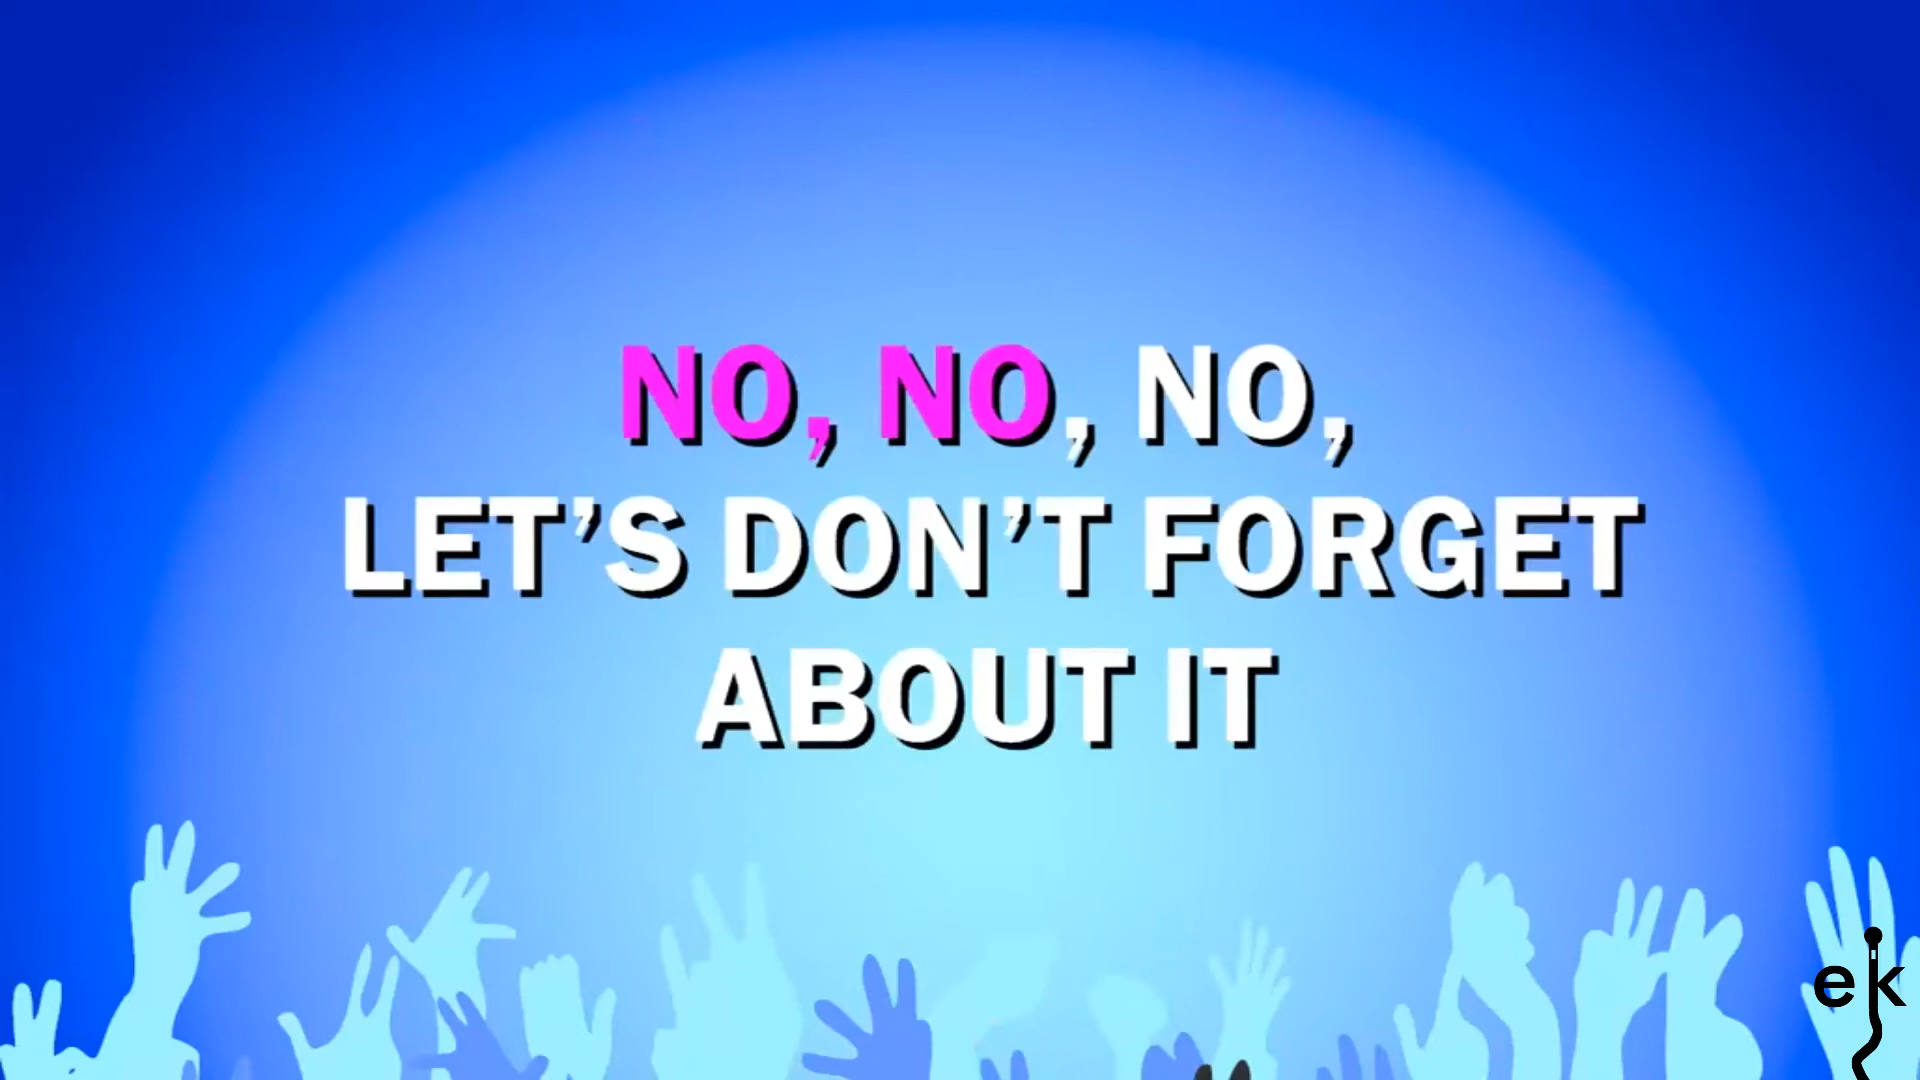 NO, NO, NO,
LET’S DON’T FORGET
ABOUT IT
ek